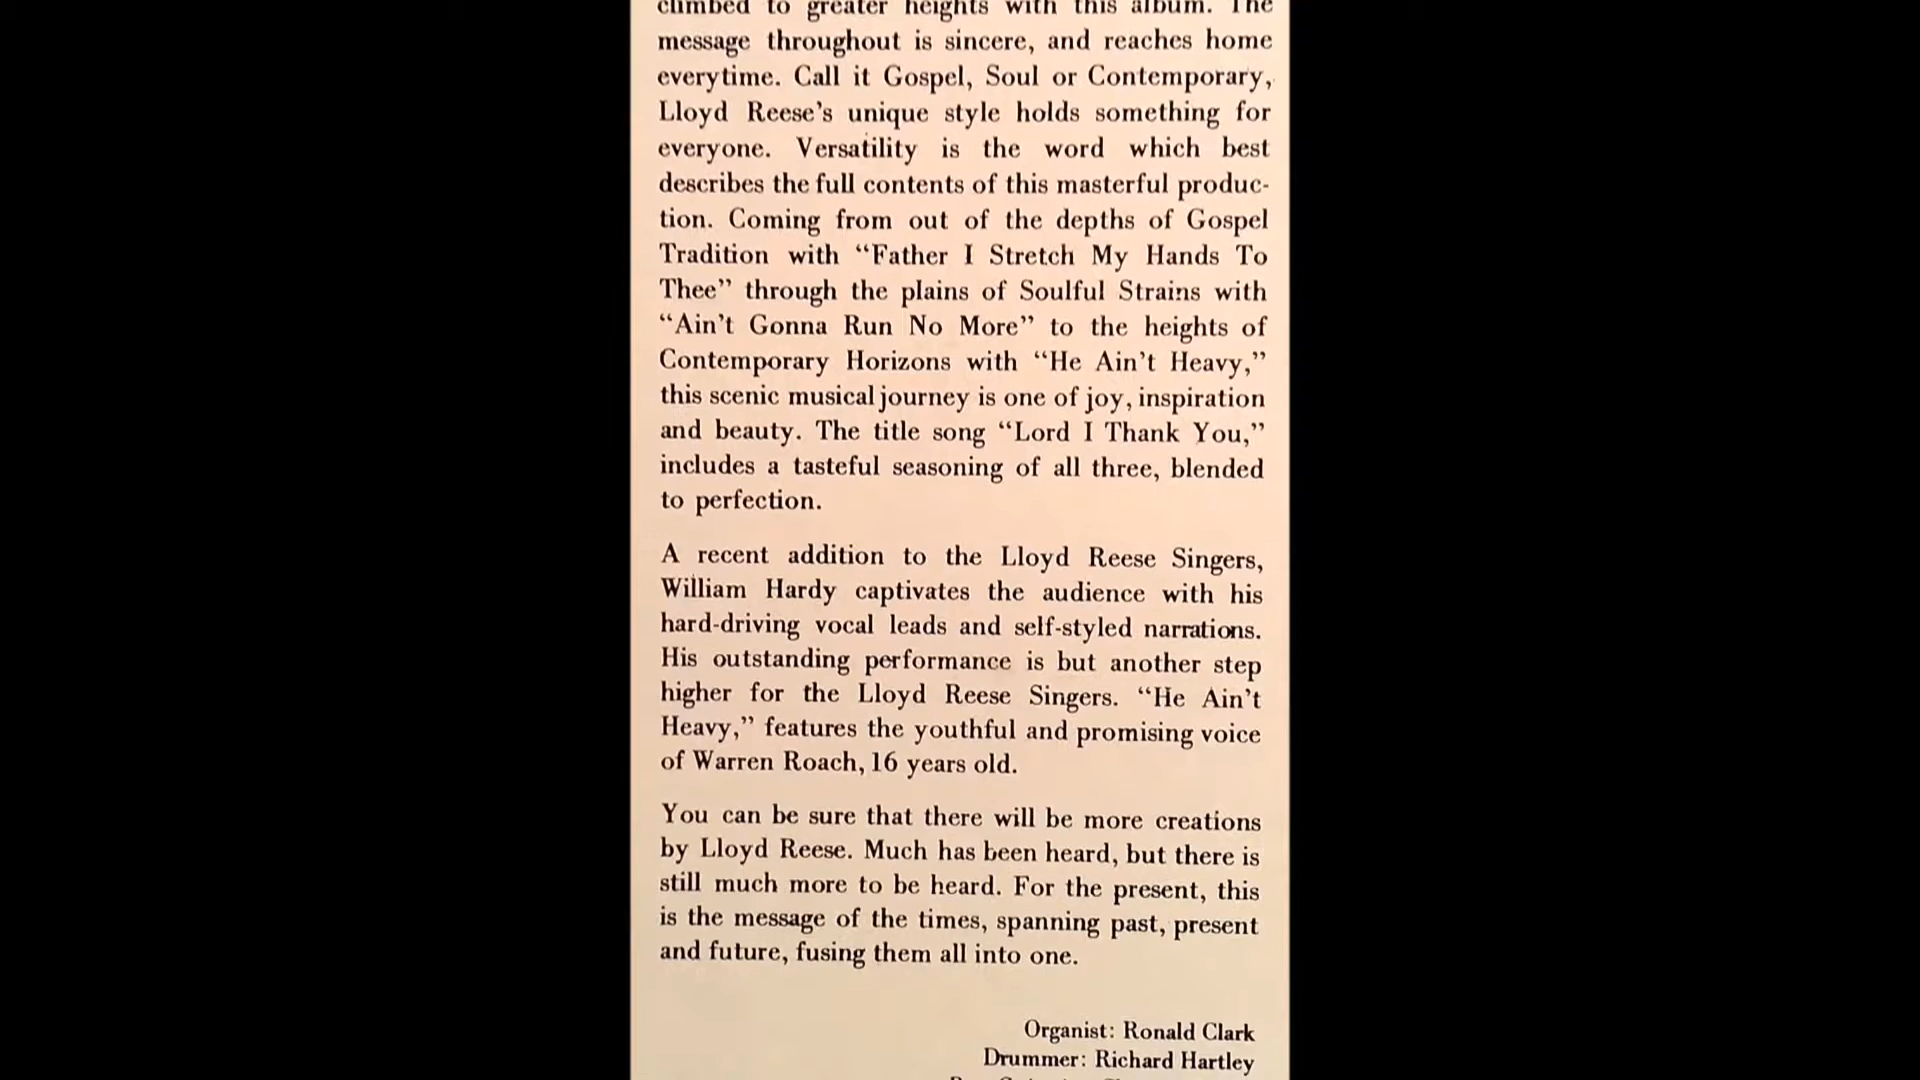 climbed to greater heights with this album. The
message throughout is sincere, and reaches home
everytime. Call it Gospel, Soul or Contemporary,
Lloyd Reese's unique style holds something for
everyone. Versatility is the word which best
describes the full contents of this masterful produc-
tion. Coming from out of the depths of Gospel
Tradition with “Father I Stretch My Hands To
Thee” through the plains of Soulful Strains with
“Ain't Gonna Run No More” to the heights of
Contemporary Horizons with “He Ain't Heavy,”
this scenic musical journey is one of joy, inspiration
and beauty. The title song “Lord I Thank You,”
includes a tasteful seasoning of all three, blended
to perfection.
A recent addition to the Lloyd Reese Singers,
William Hardy captivates the audience with his
hard-driving vocal leads and self-styled narrations.
His outstanding performance is but another step
higher for the Lloyd Reese Singers. “He Ain't
Heavy,” features the youthful and promising voice
of Warren Roach, 16 years old.
You can be sure that there will be more creations
by Lloyd Reese. Much has been heard, but there is
still much more to be heard. For the present, this
is the message of the times, spanning past, present
and future, fusing them all into one.
Organist: Ronald Clark
Drummer: Richard Hartley